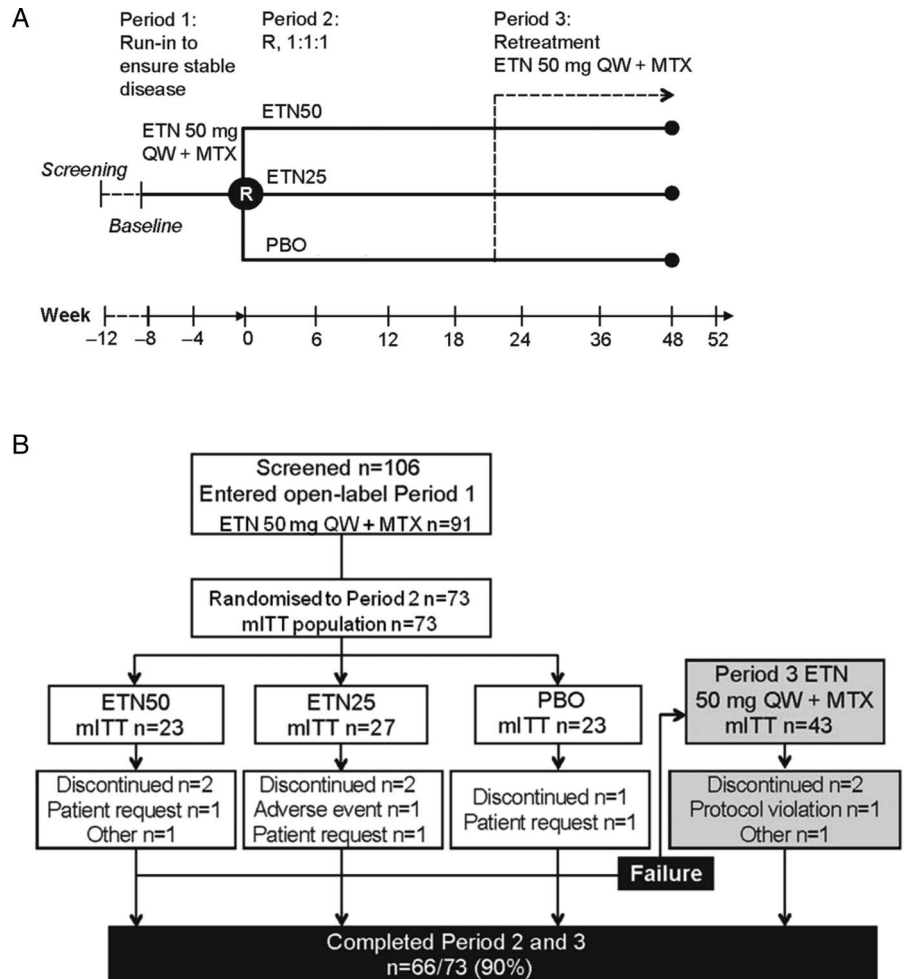 A
Period 1:
Run-in to
ensure stable
disease
Period 2:
R, 1:1:1
Period 3:
Retreatment
ETN 50 mg QW + MTX
ETN 50 mg
QW + MTX
ETN50
Screening
R
ETN25
Baseline
PBO
Week
–12 –8 –4 0 6 12 18 24 36 48 52
B
Screened n=106
Entered open-label Period 1
ETN 50 mg QW + MTX n=91
Randomised to Period 2 n=73
mITT population n=73
ETN50
mITT n=23
ETN25
mITT n=27
PBO
mITT n=23
Period 3 ETN
50 mg QW + MTX
mITT n=43
Discontinued n=2
Patient request n=1
Other n=1
Discontinued n=2
Adverse event n=1
Patient request n=1
Discontinued n=1
Patient request n=1
Discontinued n=2
Protocol violation n=1
Other n=1
Failure
Completed Period 2 and 3
n=66/73 (90%)